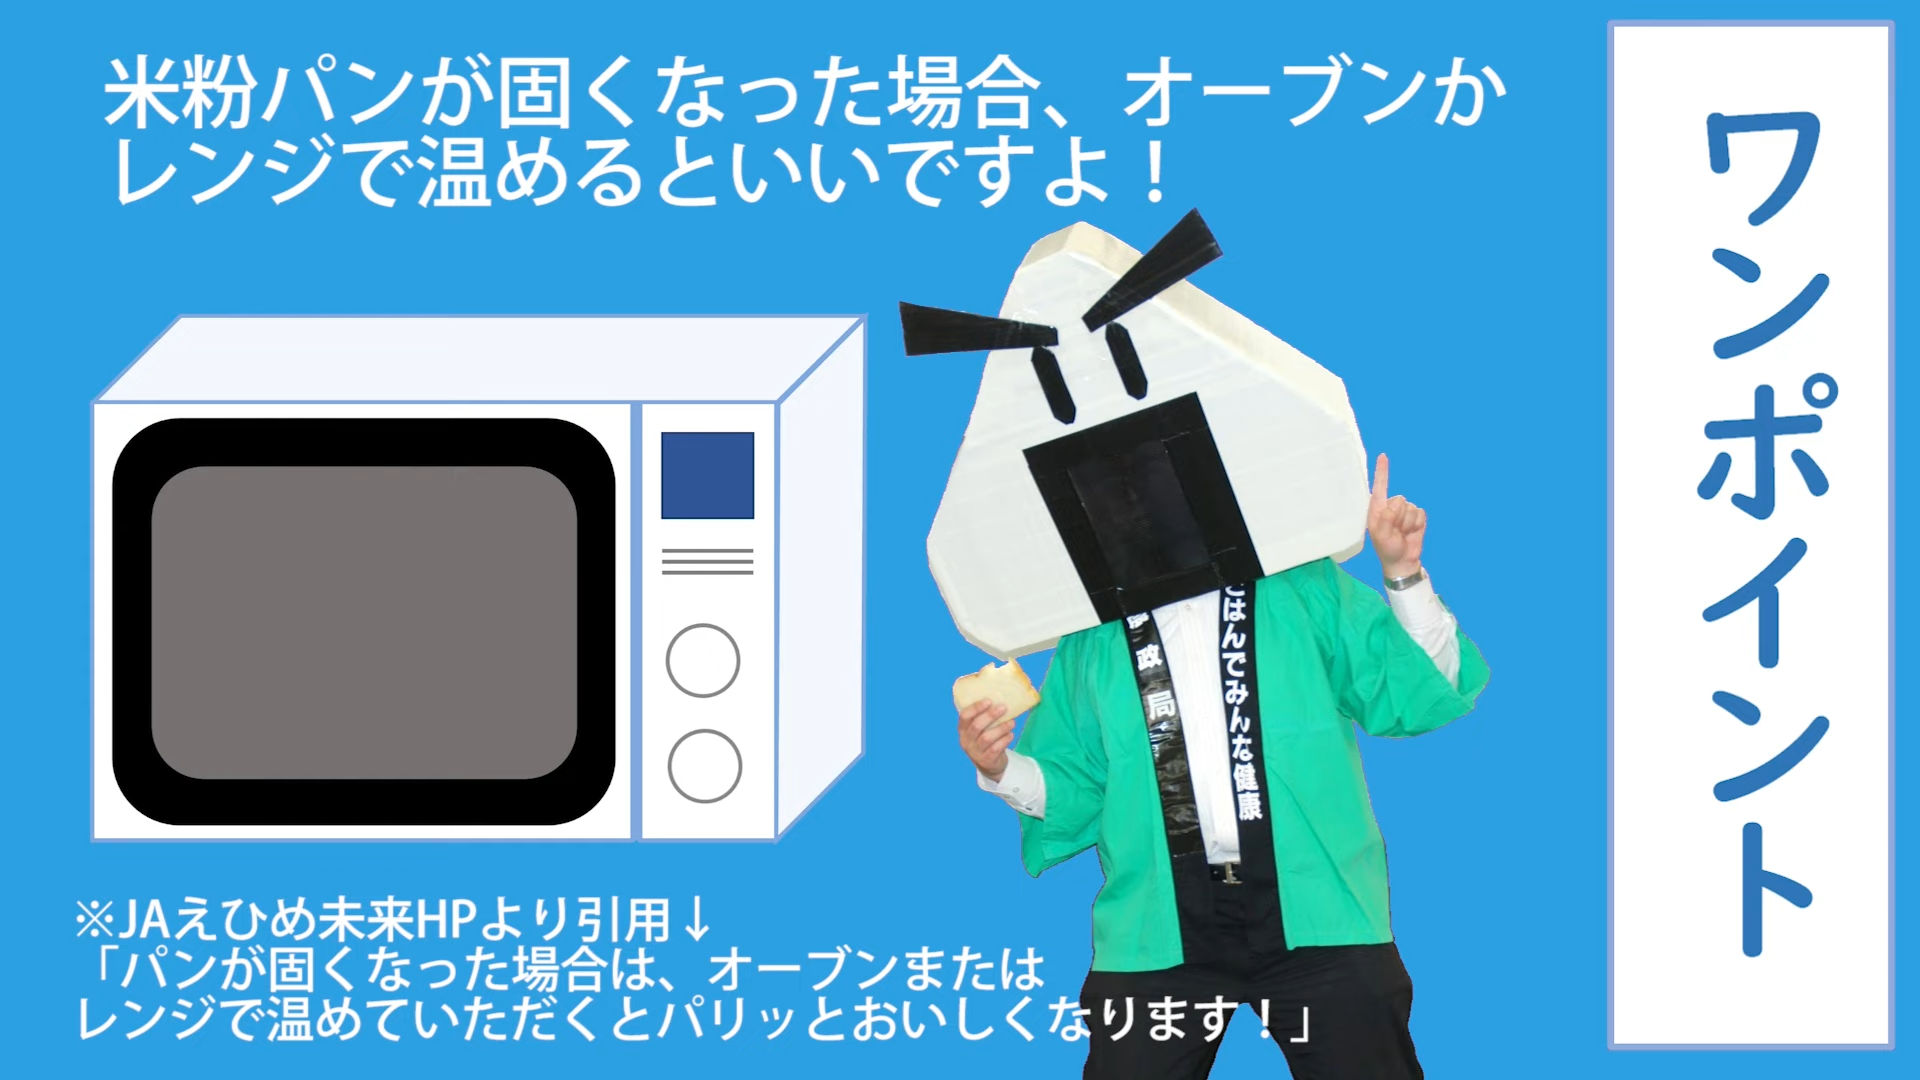 米粉パンが固くなった場合、オーブンか
レンジで温めるといいですよ！
ワンポイント
政局
ごはんでみんな健康
※JAえひめ未来HPより引用↓
「パンが固くなった場合は、オーブンまたは
レンジで温めていただくとパリッとおいしくなります！」